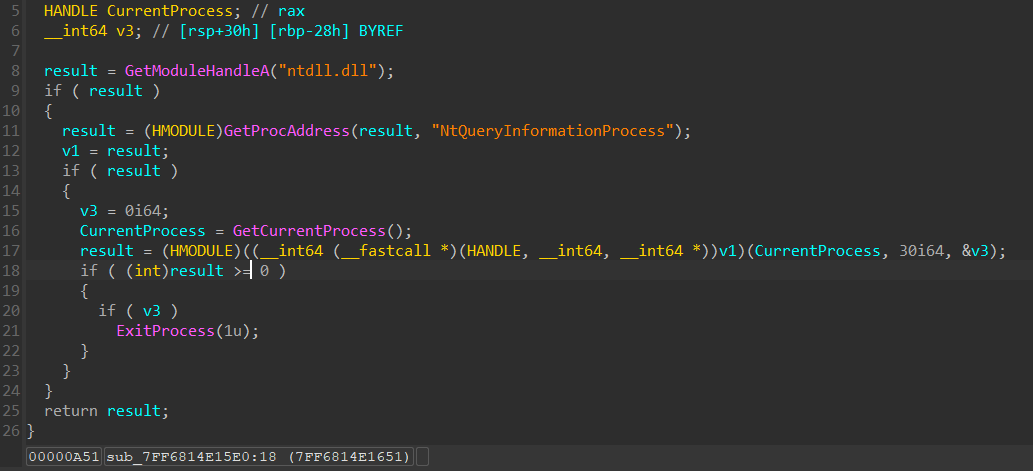 5 HANDLE CurrentProcess; // rax
6 __int64 v3; // [rsp+30h] [rbp-28h] BYREF
7
8 result = GetModuleHandleA("ntdll.dll");
9 if ( result )
10 {
11 result = (HMODULE)GetProcAddress(result, "NtQueryInformationProcess");
12 v1 = result;
13 if ( result )
14 {
15 v3 = 0i64;
16 CurrentProcess = GetCurrentProcess();
17 result = (HMODULE)((__int64 (__fastcall *)(HANDLE, __int64, __int64 *))v1)(CurrentProcess, 30i64, &v3);
18 if ( (int)result >= 0 )
19 {
20 if ( v3 )
21 ExitProcess(1u);
22 }
23 }
24 }
25 return result;
26 }
00000A51 sub_7FF6814E15E0:18 (7FF6814E1651)